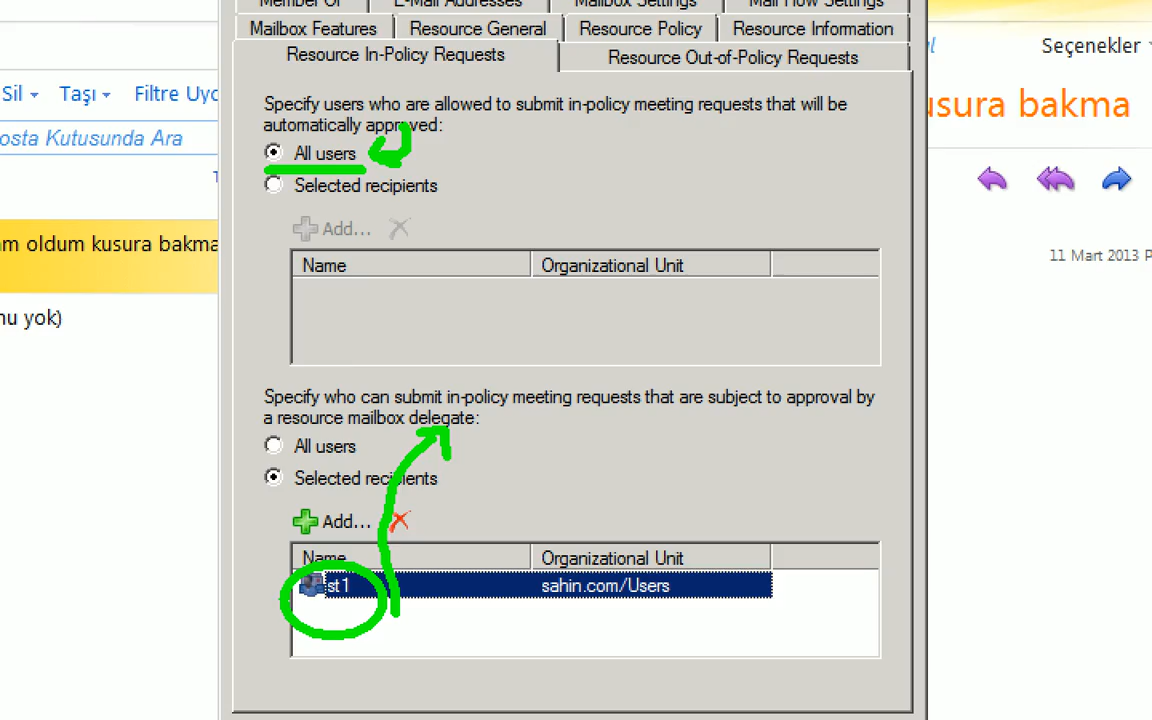 Member Of E-Mail Addresses Mailbox Settings Mail Flow Settings
Mailbox Features Resource General Resource Policy Resource Information
Resource In-Policy Requests Resource Out-of-Policy Requests
Seçenekler
Sil Taşı Filtre Uyg
usura bakma
Specify users who are allowed to submit in-policy meeting requests that will be
automatically approved:
osta Kutusunda Ara
All users
Selected recipients
Add...
am oldum kusura bakma
11 Mart 2013 P
Name Organizational Unit
nu yok)
Specify who can submit in-policy meeting requests that are subject to approval by
a resource mailbox delegate:
All users
Selected recipients
Add...
Name Organizational Unit
st1 sahin.com/Users